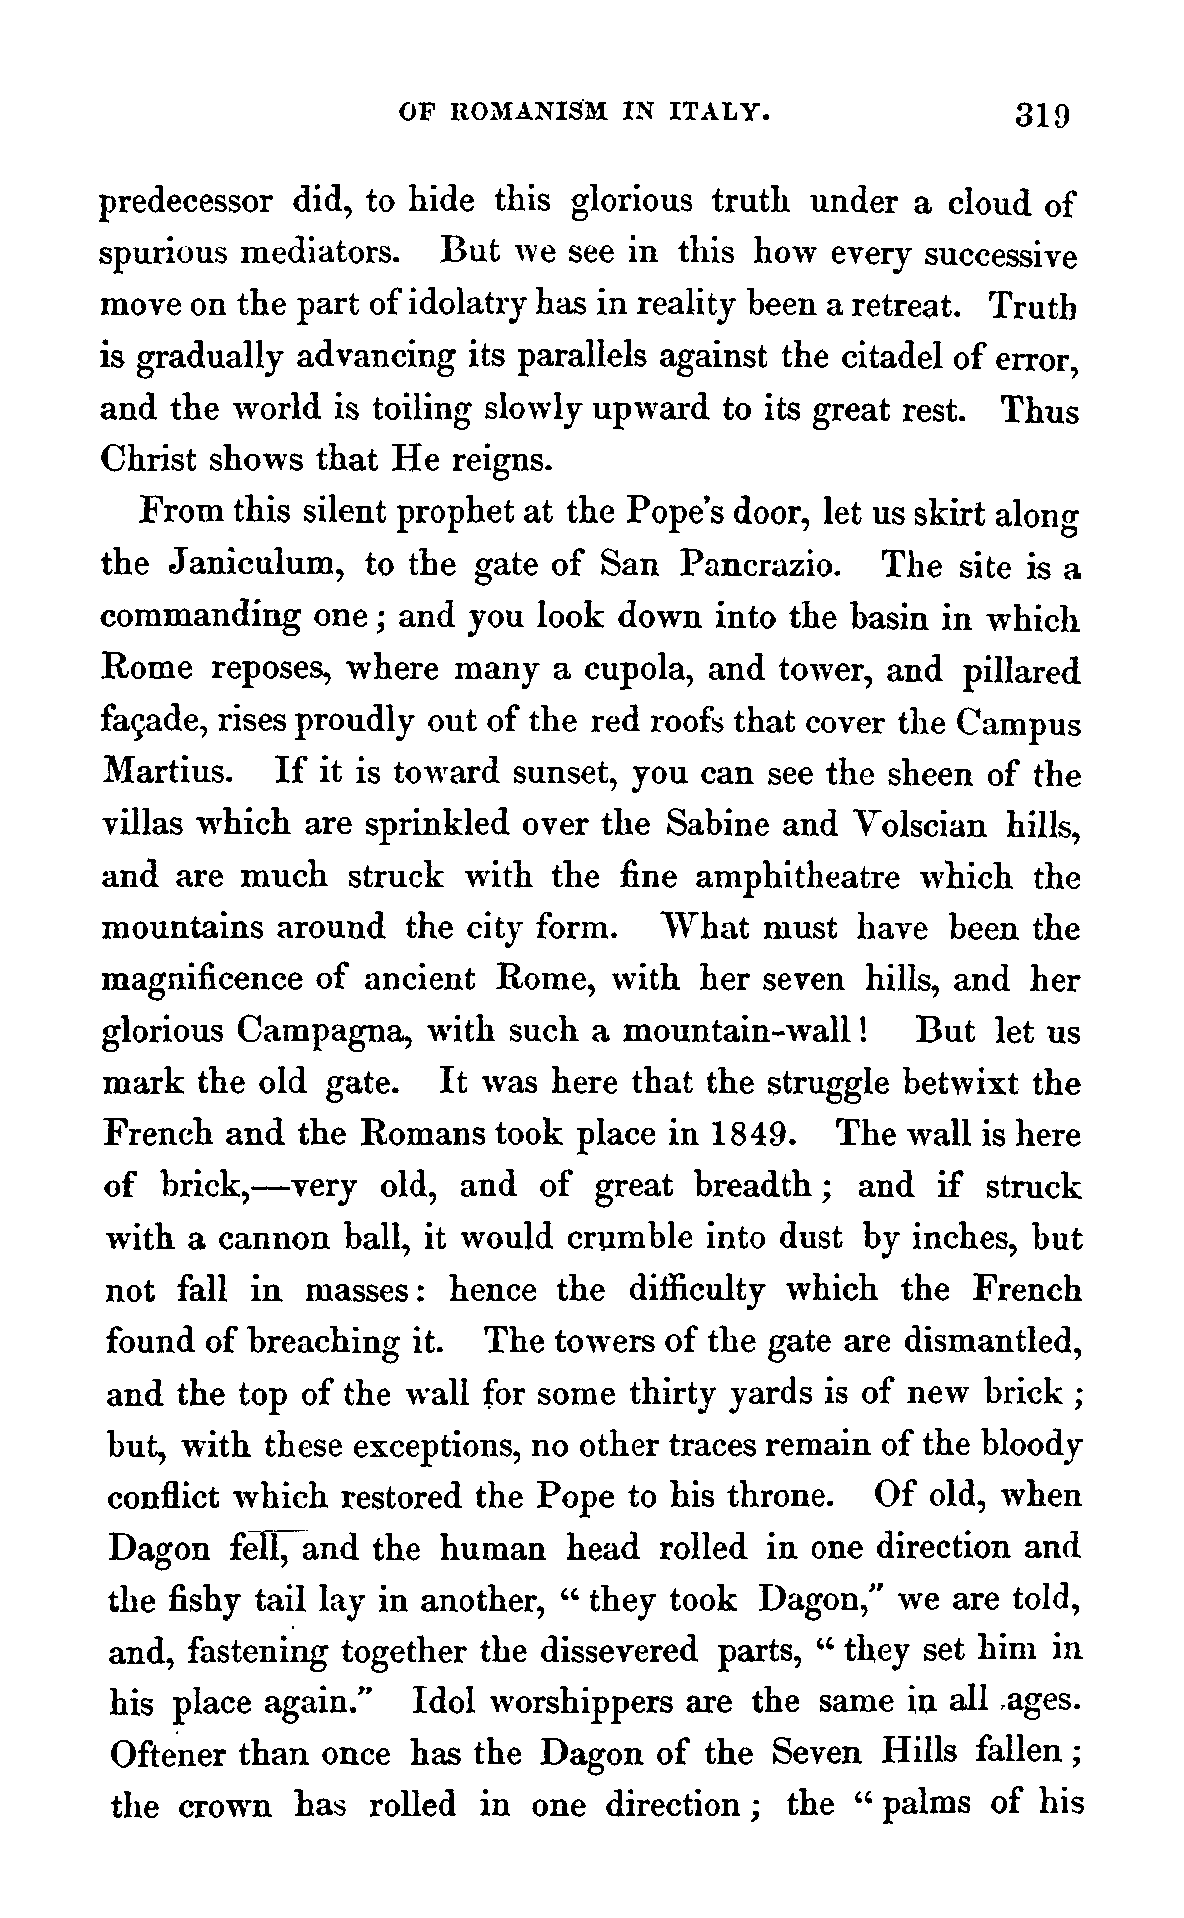 OF ROMANISM IN ITALY. 319
predecessor did, to hide this glorious truth under a cloud of
spurious mediators. But we see in this how every successive
move on the part of idolatry has in reality been a retreat. Truth
is gradually advancing its parallels against the citadel of error,
and the world is toiling slowly upward to its great rest. Thus
Christ shows that He reigns.
From this silent prophet at the Pope's door, let us skirt along
the Janiculum, to the gate of San Pancrazio. The site is a
commanding one; and you look down into the basin in which
Rome reposes, where many a cupola, and tower, and pillared
façade, rises proudly out of the red roofs that cover the Campus
Martius. If it is toward sunset, you can see the sheen of the
villas which are sprinkled over the Sabine and Volscian hills,
and are much struck with the fine amphitheatre which the
mountains around the city form. What must have been the
magnificence of ancient Rome, with her seven hills, and her
glorious Campagna, with such a mountain-wall! But let us
mark the old gate. It was here that the struggle betwixt the
French and the Romans took place in 1849. The wall is here
of brick,—very old, and of great breadth; and if struck
with a cannon ball, it would crumble into dust by inches, but
not fall in masses: hence the difficulty which the French
found of breaching it. The towers of the gate are dismantled,
and the top of the wall for some thirty yards is of new brick;
but, with these exceptions, no other traces remain of the bloody
conflict which restored the Pope to his throne. Of old, when
Dagon fell, and the human head rolled in one direction and
the fishy tail lay in another, "they took Dagon," we are told,
and, fastening together the dissevered parts, "they set him in
his place again." Idol worshippers are the same in all ages.
Oftener than once has the Dagon of the Seven Hills fallen;
the crown has rolled in one direction; the "palms of his